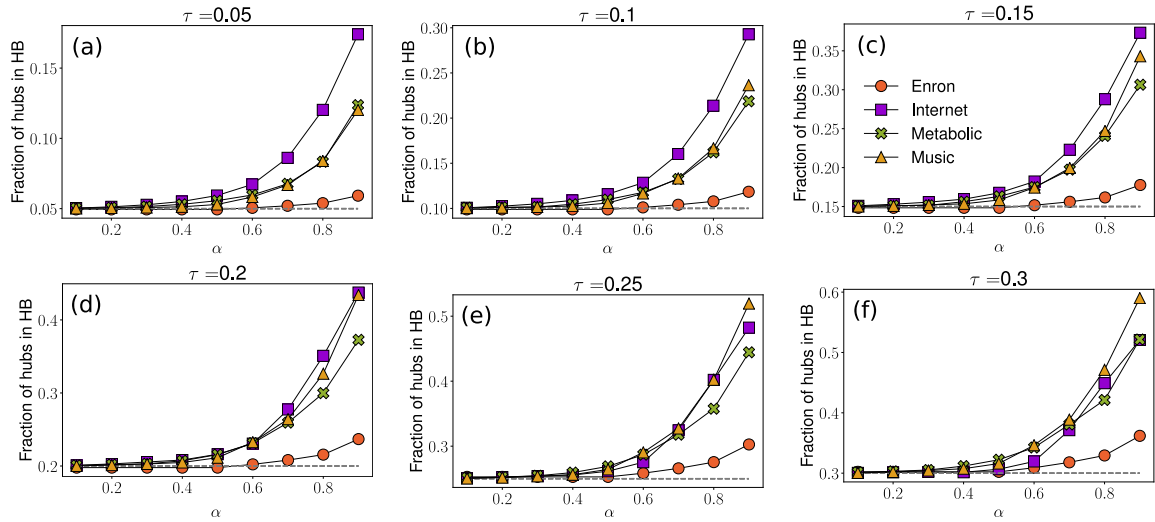 τ =0.05
(a)
Fraction of hubs in HB
0.15
0.10
0.05
0.2 0.4 0.6 0.8
α
τ =0.1
(b)
Fraction of hubs in HB
0.30
0.25
0.20
0.15
0.10
0.2 0.4 0.6 0.8
α
τ =0.15
(c)
Fraction of hubs in HB
0.35
0.30
0.25
0.20
0.15
Enron
Internet
Metabolic
Music
0.2 0.4 0.6 0.8
α
τ =0.2
(d)
Fraction of hubs in HB
0.4
0.3
0.2
0.2 0.4 0.6 0.8
α
τ =0.25
(e)
Fraction of hubs in HB
0.5
0.4
0.3
0.2 0.4 0.6 0.8
α
τ =0.3
(f)
Fraction of hubs in HB
0.6
0.5
0.4
0.3
0.2 0.4 0.6 0.8
α